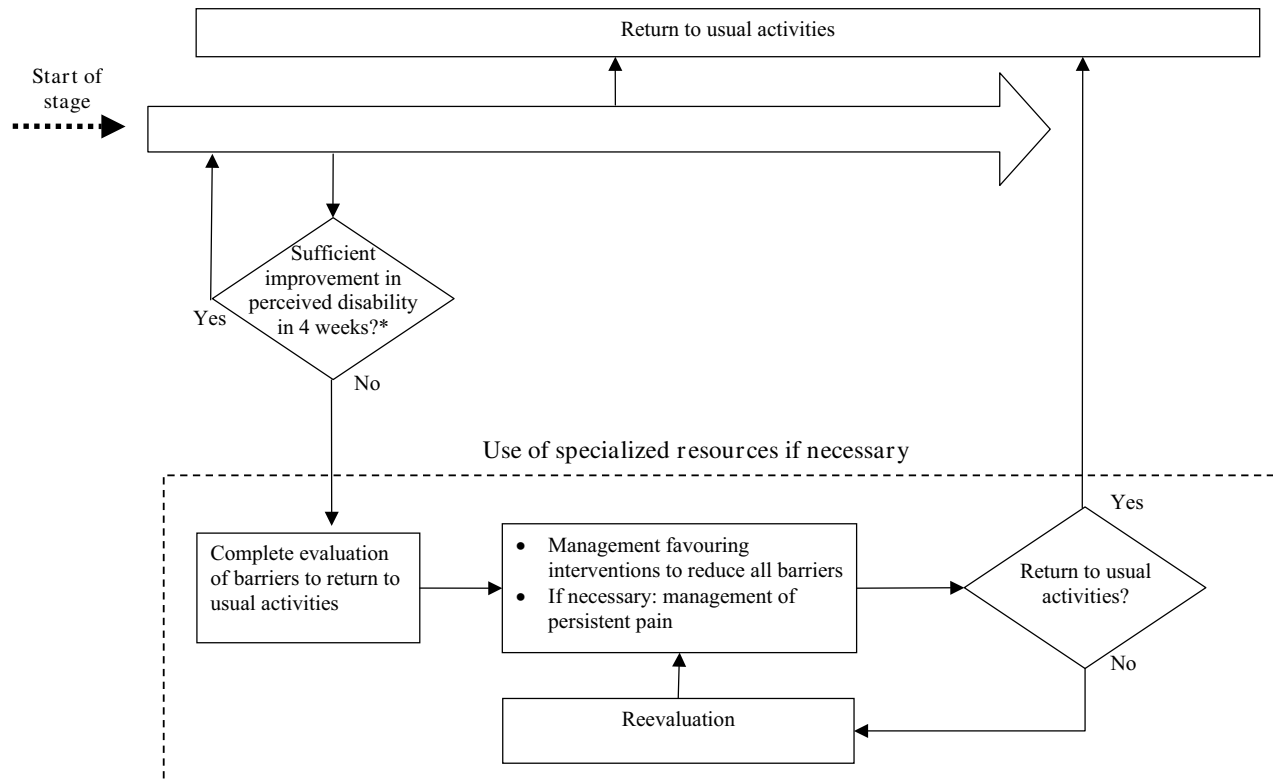 Return to usual activities
Start of
stage
Sufficient
improvement in
perceived disability
in 4 weeks?*
Yes
No
Use of specialized resources if necessary
Complete evaluation
of barriers to return to
usual activities
• Management favouring
interventions to reduce all barriers
• If necessary: management of
persistent pain
Yes
Return to usual
activities?
No
Reevaluation